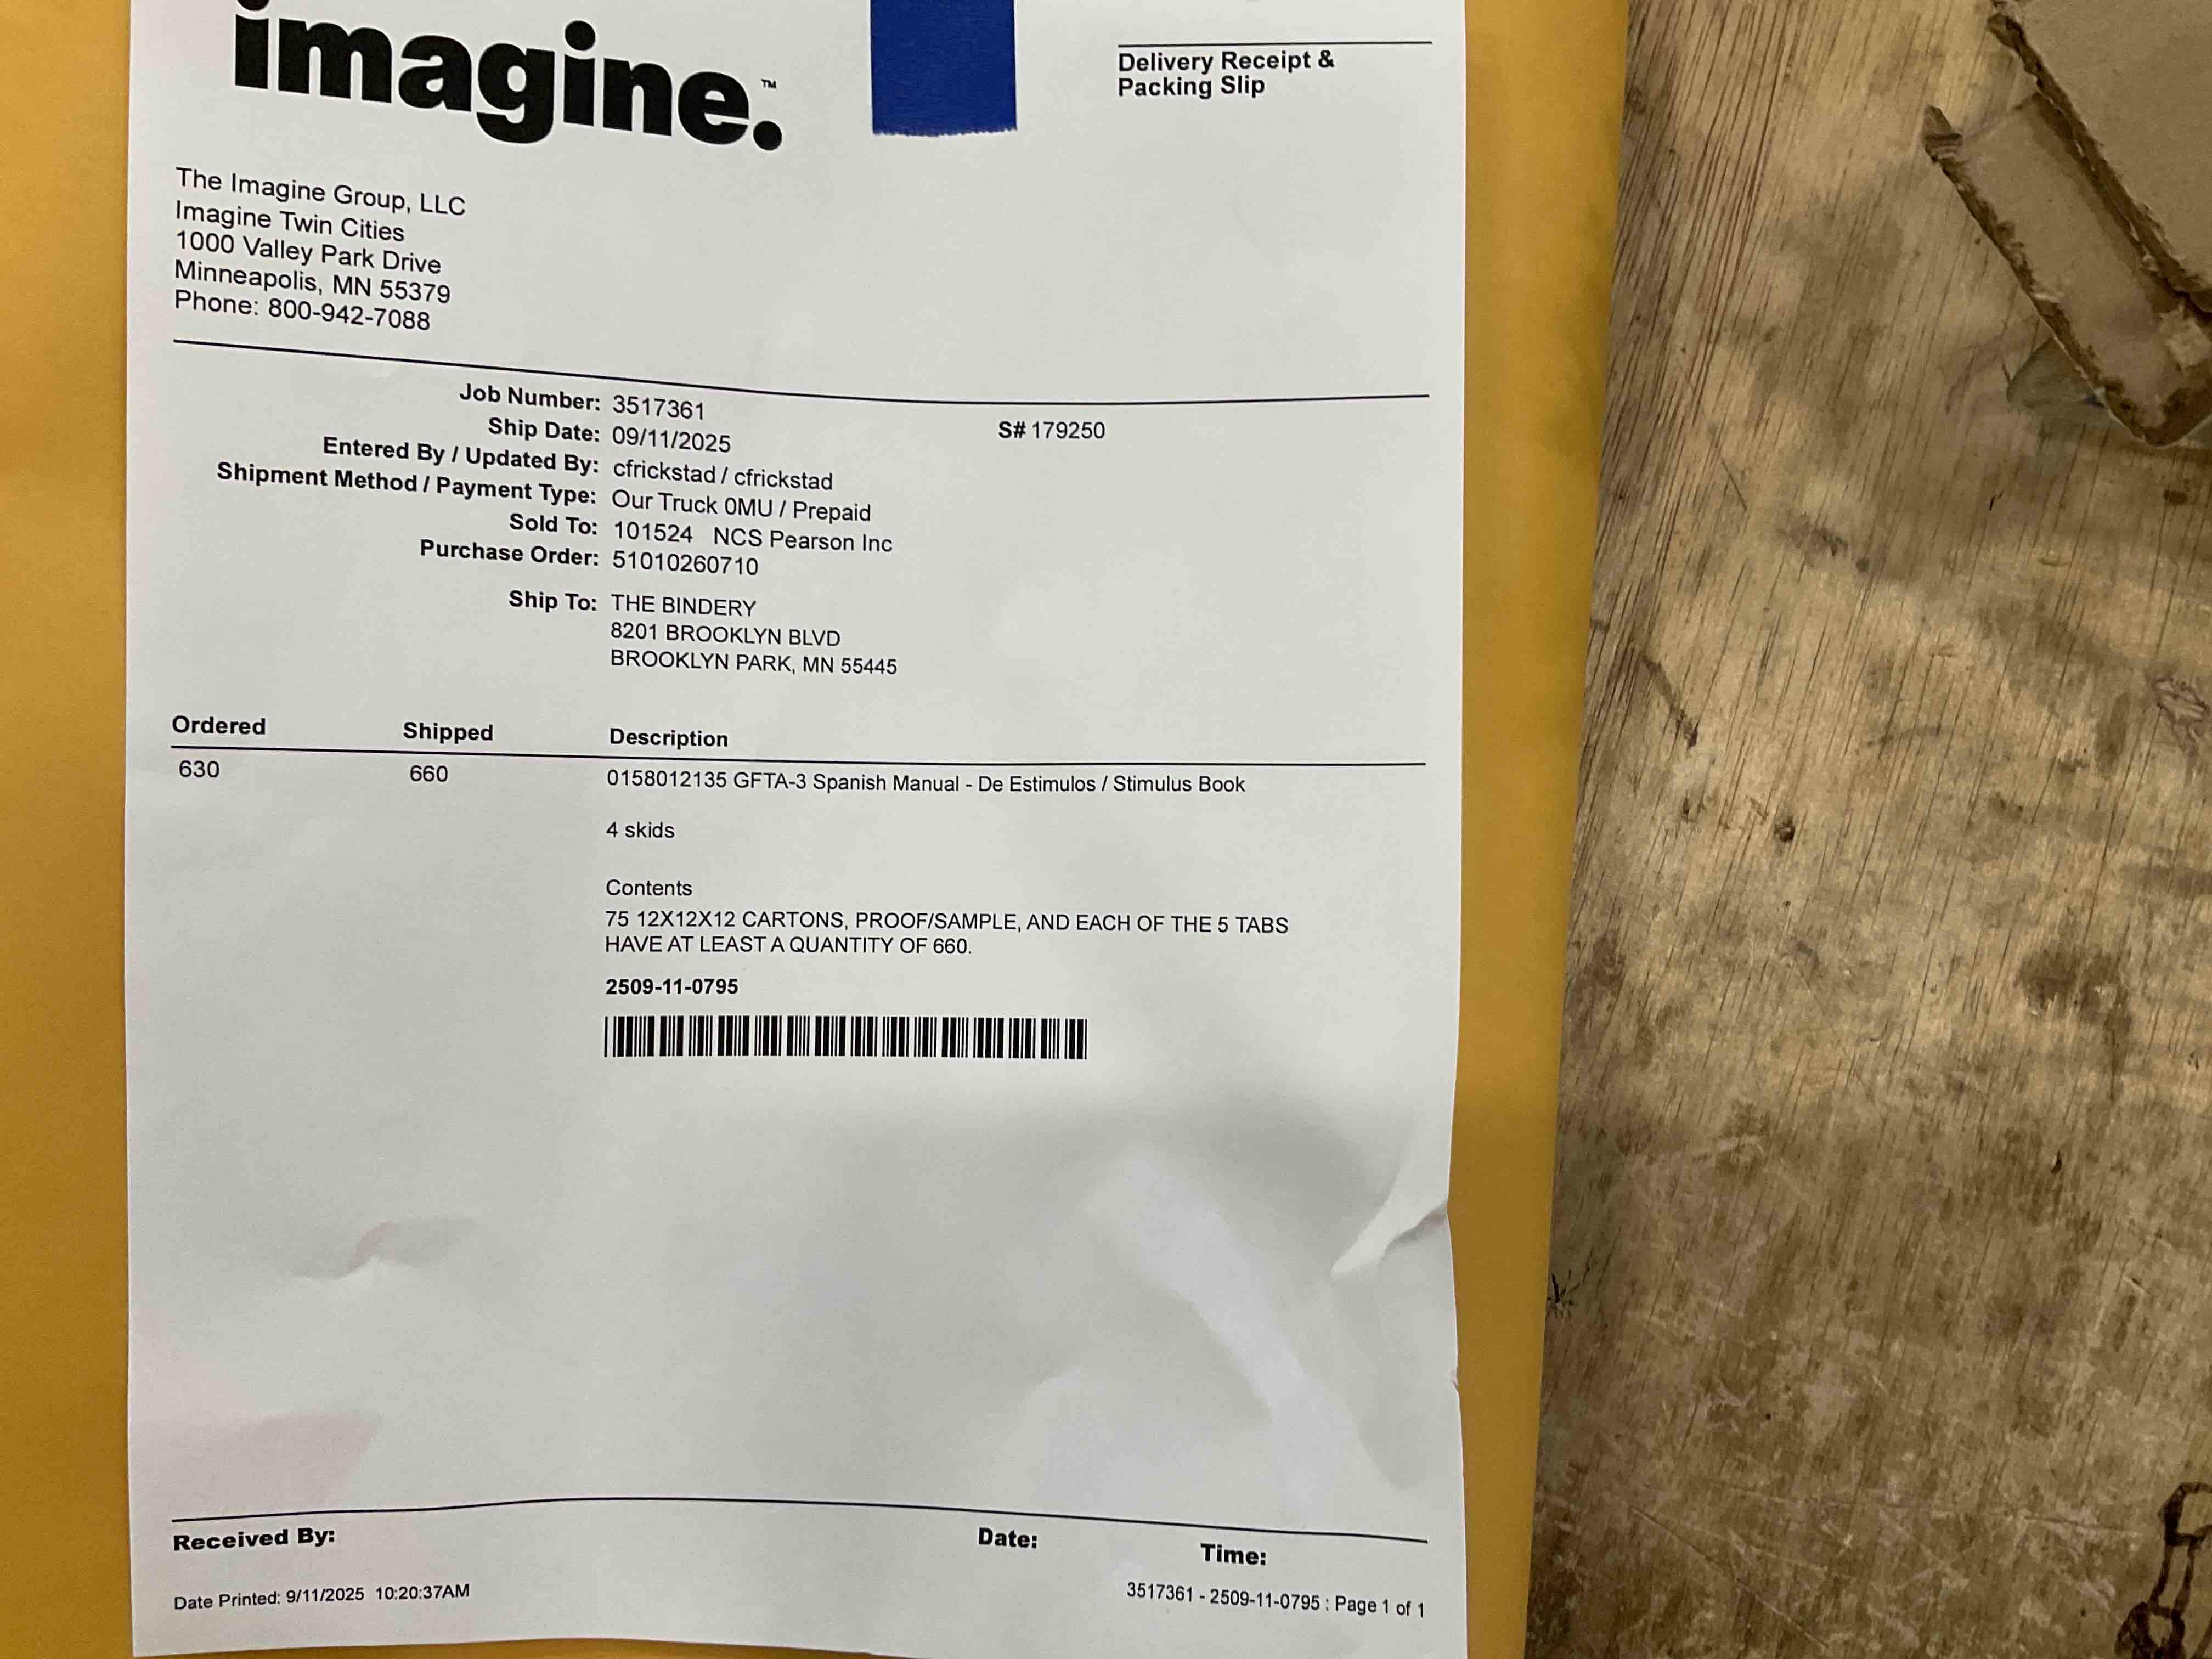 imagine.™
Delivery Receipt &
Packing Slip
The Imagine Group, LLC
Imagine Twin Cities
1000 Valley Park Drive
Minneapolis, MN 55379
Phone: 800-942-7088
Job Number: 3517361
S# 179250
Ship Date: 09/11/2025
Entered By / Updated By: cfrickstad / cfrickstad
Shipment Method / Payment Type: Our Truck 0MU / Prepaid
Sold To: 101524 NCS Pearson Inc
Purchase Order: 51010260710
Ship To: THE BINDERY
8201 BROOKLYN BLVD
BROOKLYN PARK, MN 55445
Ordered Shipped Description
630 660 0158012135 GFTA-3 Spanish Manual - De Estimulos / Stimulus Book
4 skids
Contents
75 12X12X12 CARTONS, PROOF/SAMPLE, AND EACH OF THE 5 TABS
HAVE AT LEAST A QUANTITY OF 660.
2509-11-0795
Received By: Date: Time:
Date Printed: 9/11/2025 10:20:37AM
3517361 - 2509-11-0795 : Page 1 of 1